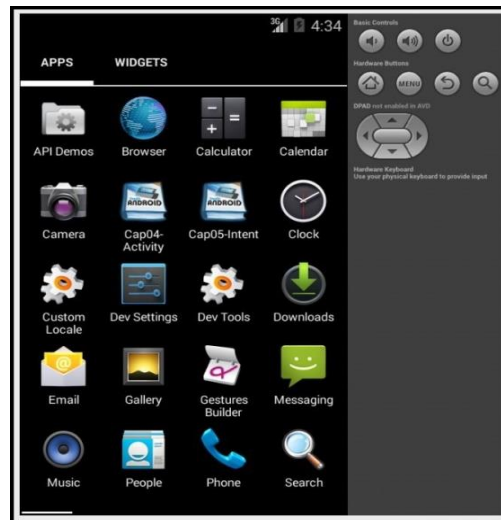 3G 4:34
APPS WIDGETS
API Demos Browser Calculator Calendar
Camera Cap04-Activity Cap05-Intent Clock
Custom Locale Dev Settings Dev Tools Downloads
Email Gallery Gestures Builder Messaging
Music People Phone Search
Basic Controls
Hardware Buttons
MENU
DPAD not enabled in AVD
Hardware Keyboard
Use your physical keyboard to provide input